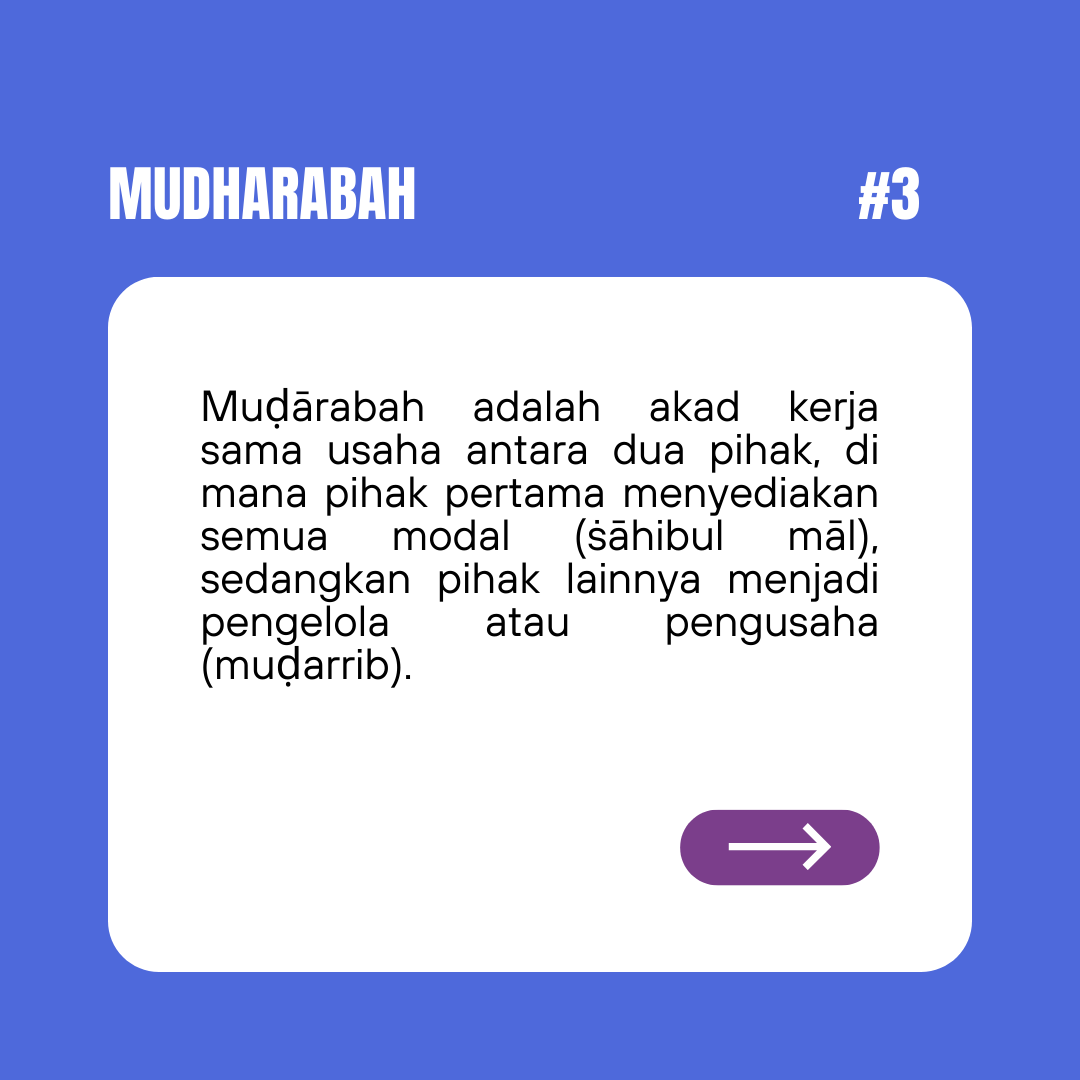 MUDHARABAH #3
Muḍārabah adalah akad kerja
sama usaha antara dua pihak, di
mana pihak pertama menyediakan
semua modal (ṡāhibul māl),
sedangkan pihak lainnya menjadi
pengelola atau pengusaha
(muḍarrib).